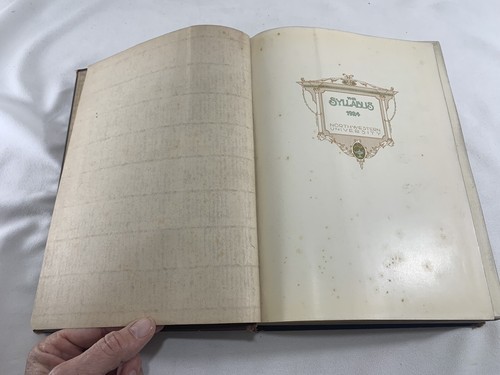 THE
SYLLABUS
1924
NORTHWESTERN
UNIVERSITY